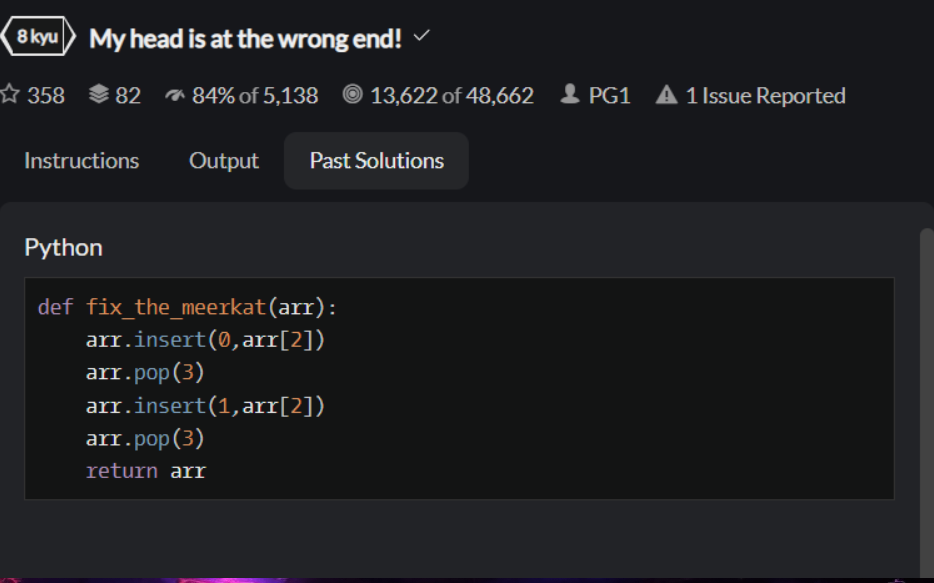 8 kyu My head is at the wrong end!
358 82 84% of 5,138 13,622 of 48,662 PG1 1 Issue Reported
Instructions Output Past Solutions
Python
def fix_the_meerkat(arr):
    arr.insert(0,arr[2])
    arr.pop(3)
    arr.insert(1,arr[2])
    arr.pop(3)
    return arr